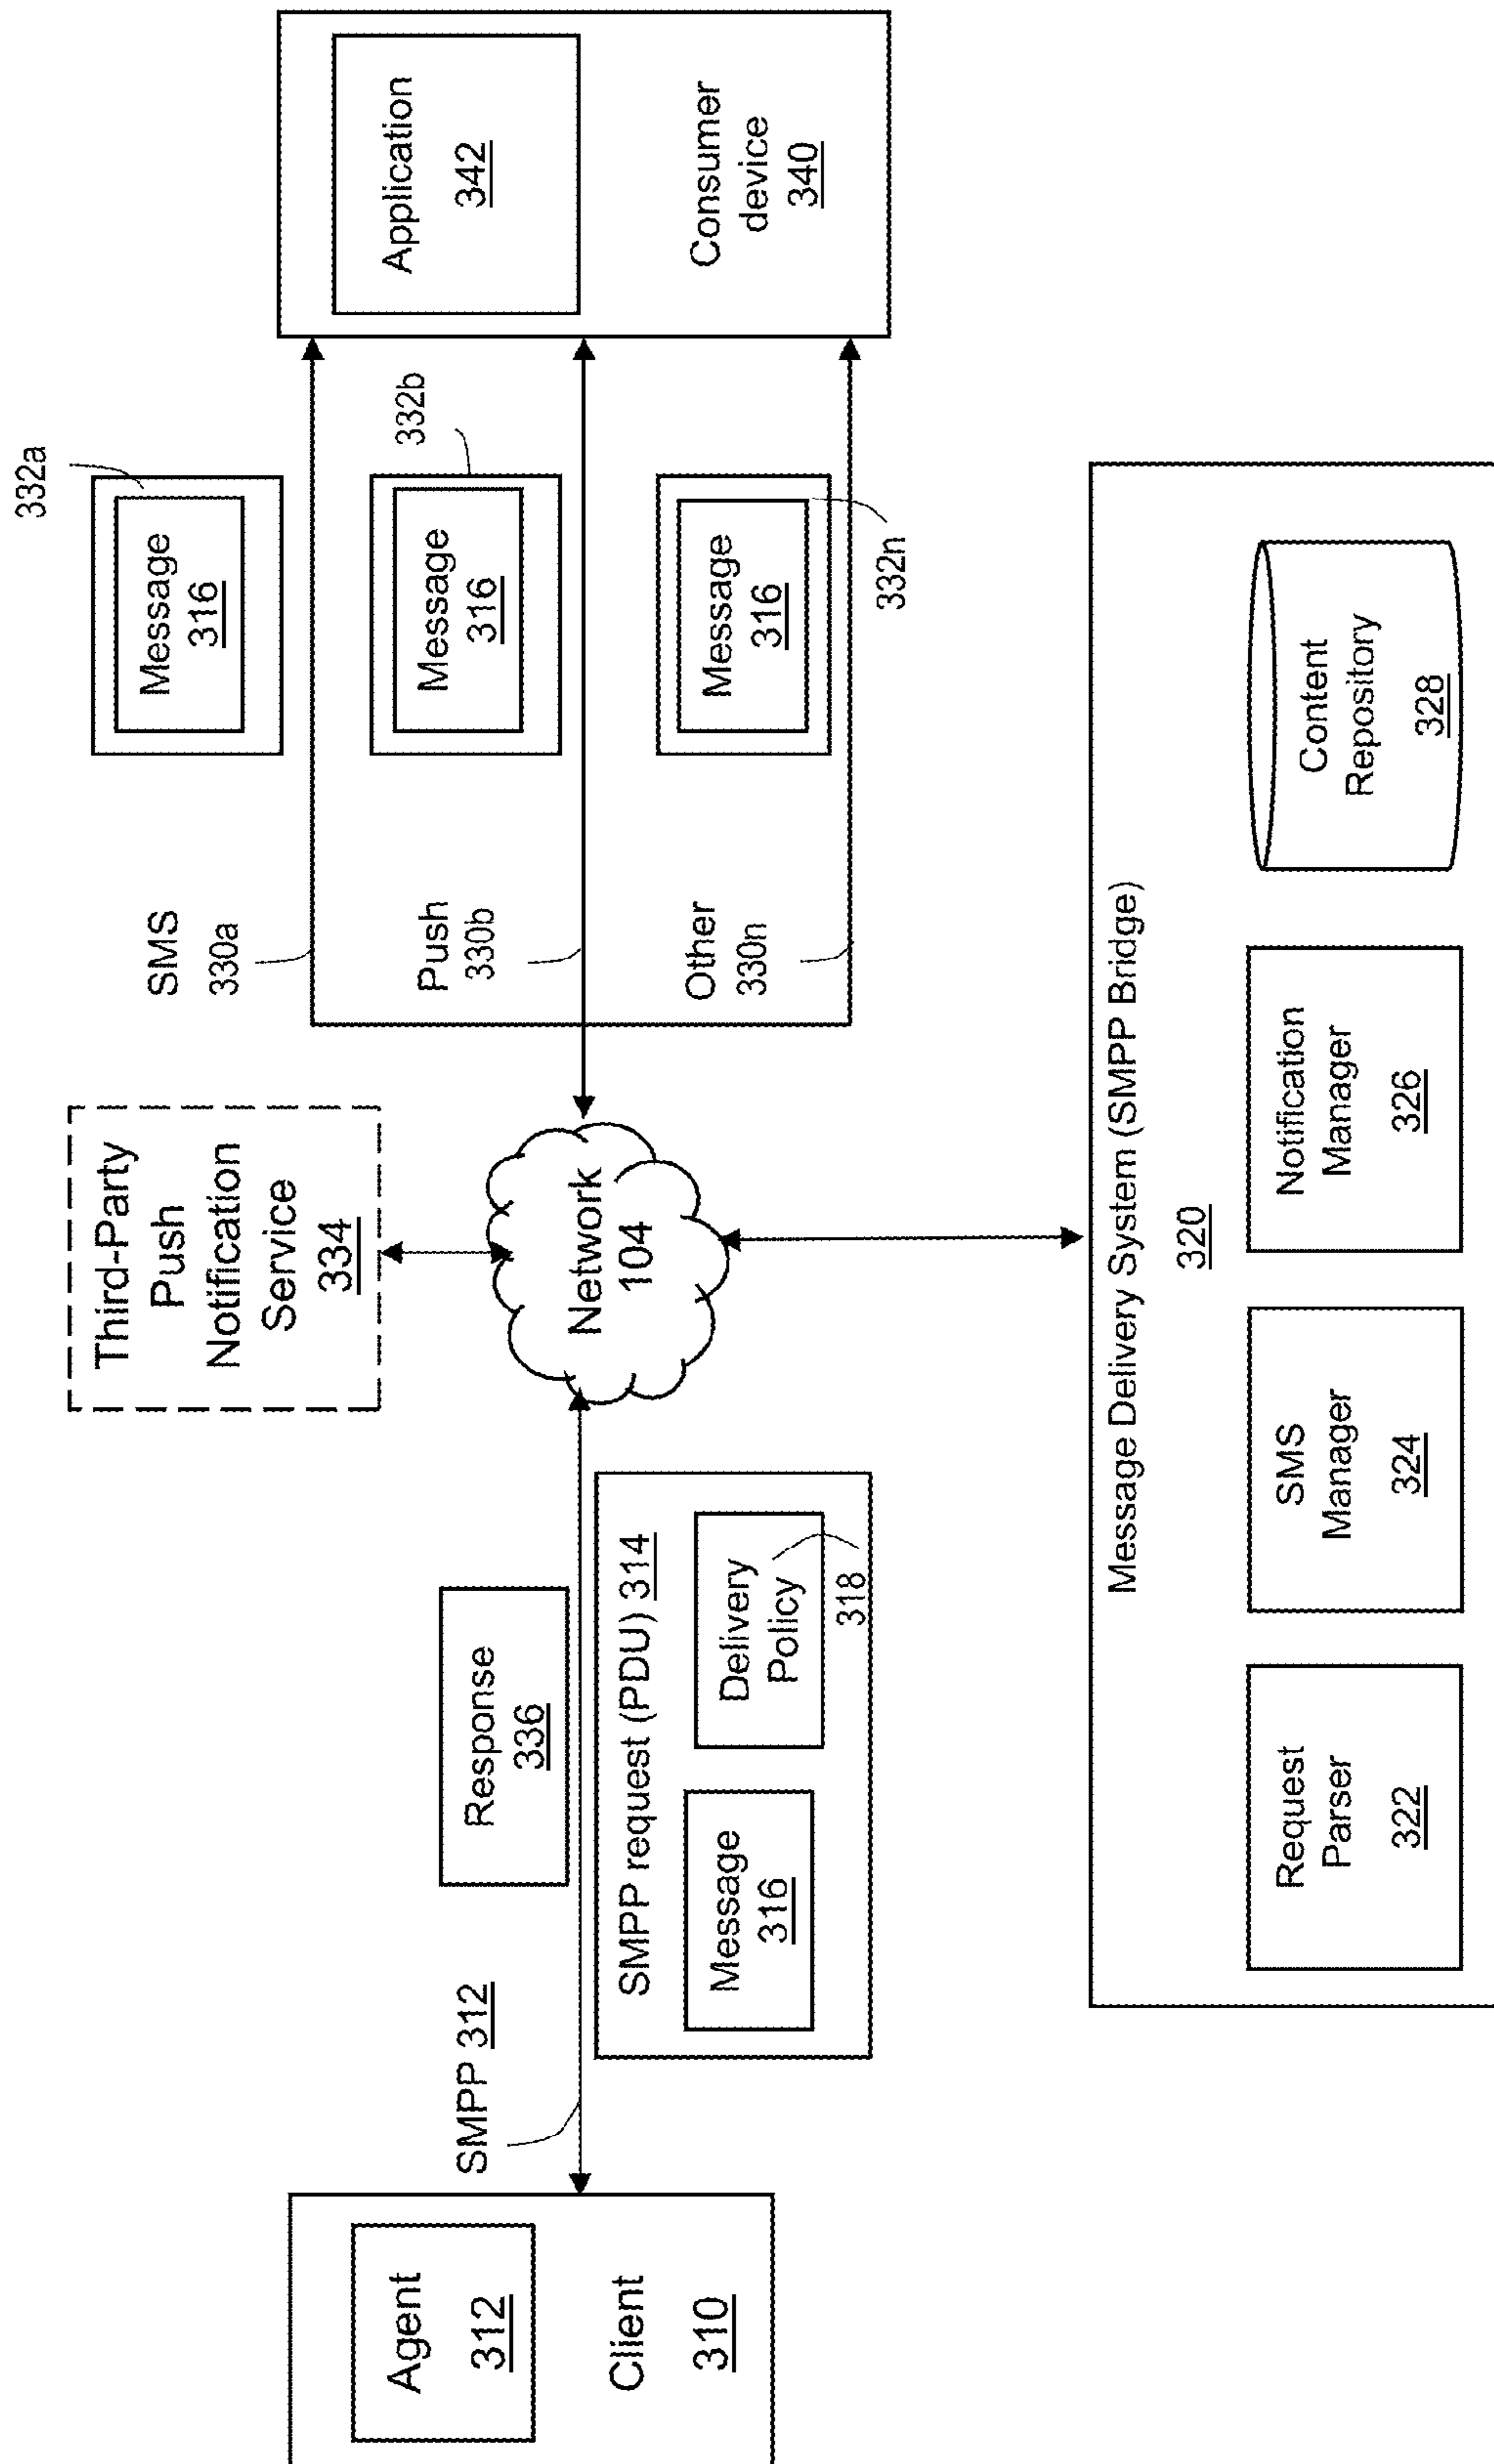 Agent
312
Client
310
SMPP 312
Response
336
SMPP request (PDU) 314
Message
316
Delivery
Policy
318
Third-Party
Push
Notification
Service
334
Network
104
SMS
330a
Push
330b
Other
330n
332a
Message
316
332b
Message
316
Message
316
332n
Application
342
Consumer
device
340
Message Delivery System (SMPP Bridge)
320
Request
Parser
322
SMS
Manager
324
Notification
Manager
326
Content
Repository
328